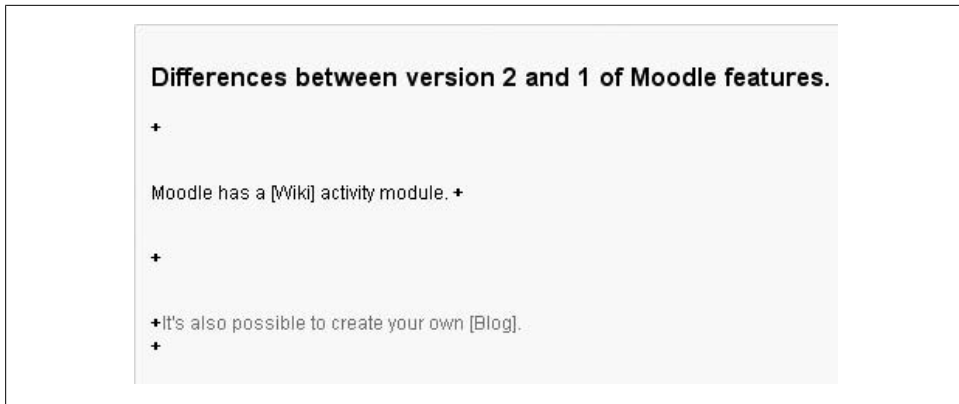 Differences between version 2 and 1 of Moodle features.
+
Moodle has a [Wiki] activity module. +
+
+It's also possible to create your own [Blog].
+